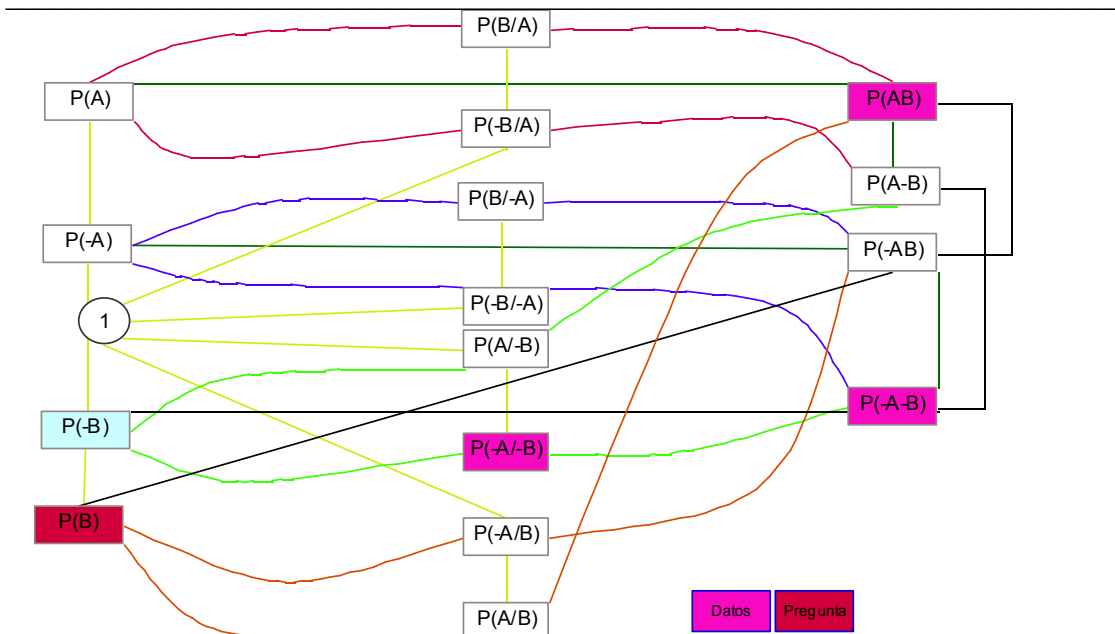 P(B/A)
P(A)
P(AB)
P(-B/A)
P(A-B)
P(B/-A)
P(-A)
P(-AB)
P(-B/-A)
1
P(A/-B)
P(-A-B)
P(-B)
P(-A/-B)
P(B)
P(-A/B)
P(A/B)
Datos
Pregunta